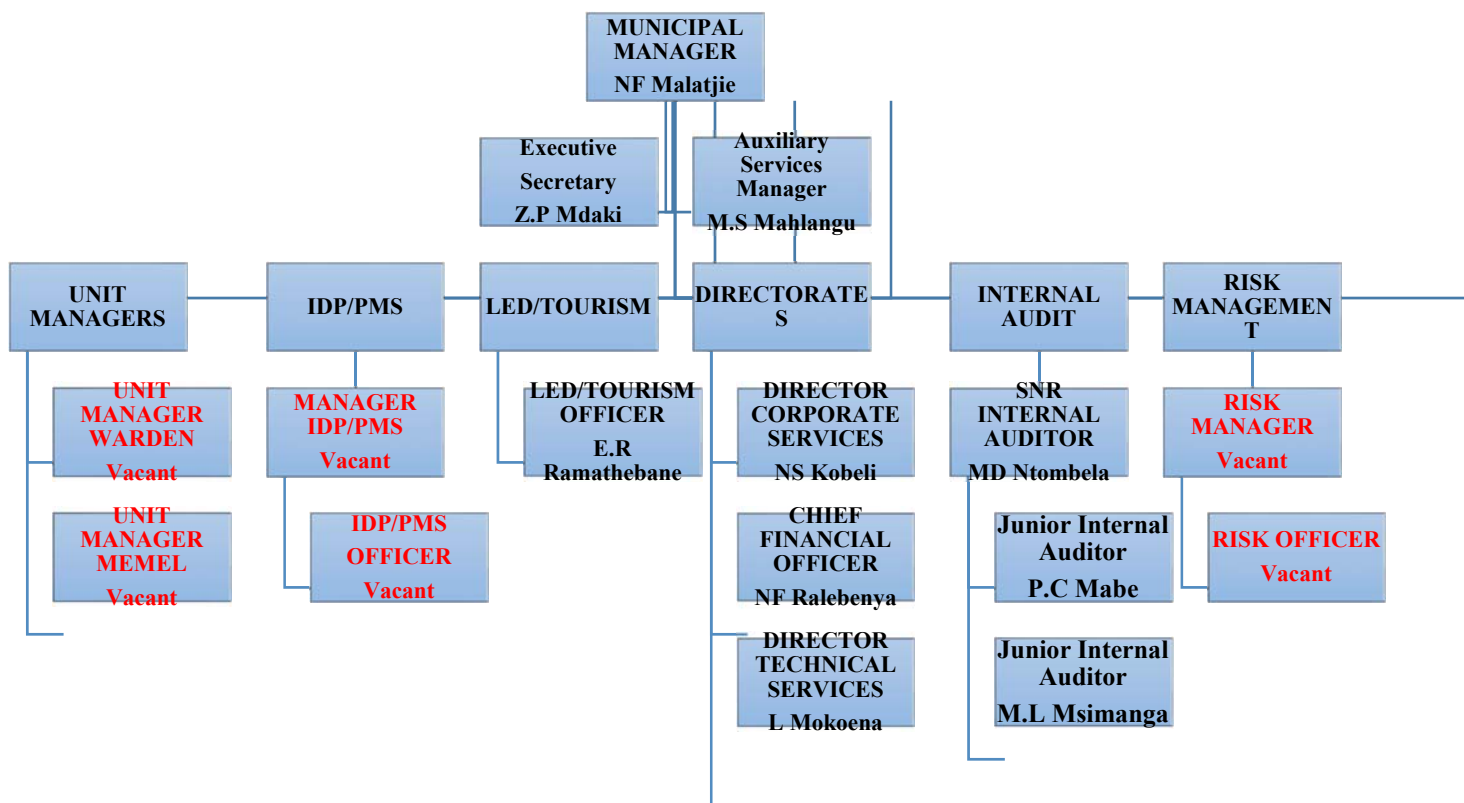 MUNICIPAL
MANAGER
NF Malatjie
Executive
Secretary
Z.P Mdaki
Auxiliary
Services
Manager
M.S Mahlangu
UNIT
MANAGERS
IDP/PMS
LED/TOURISM
DIRECTORATE
S
INTERNAL
AUDIT
RISK
MANAGEMEN
T
UNIT
MANAGER
WARDEN
Vacant
MANAGER
IDP/PMS
Vacant
LED/TOURISM
OFFICER
E.R
Ramathebane
DIRECTOR
CORPORATE
SERVICES
NS Kobeli
SNR
INTERNAL
AUDITOR
MD Ntombela
RISK
MANAGER
Vacant
UNIT
MANAGER
MEMEL
Vacant
IDP/PMS
OFFICER
Vacant
CHIEF
FINANCIAL
OFFICER
NF Ralebenya
Junior Internal
Auditor
P.C Mabe
RISK OFFICER
Vacant
DIRECTOR
TECHNICAL
SERVICES
L Mokoena
Junior Internal
Auditor
M.L Msimanga